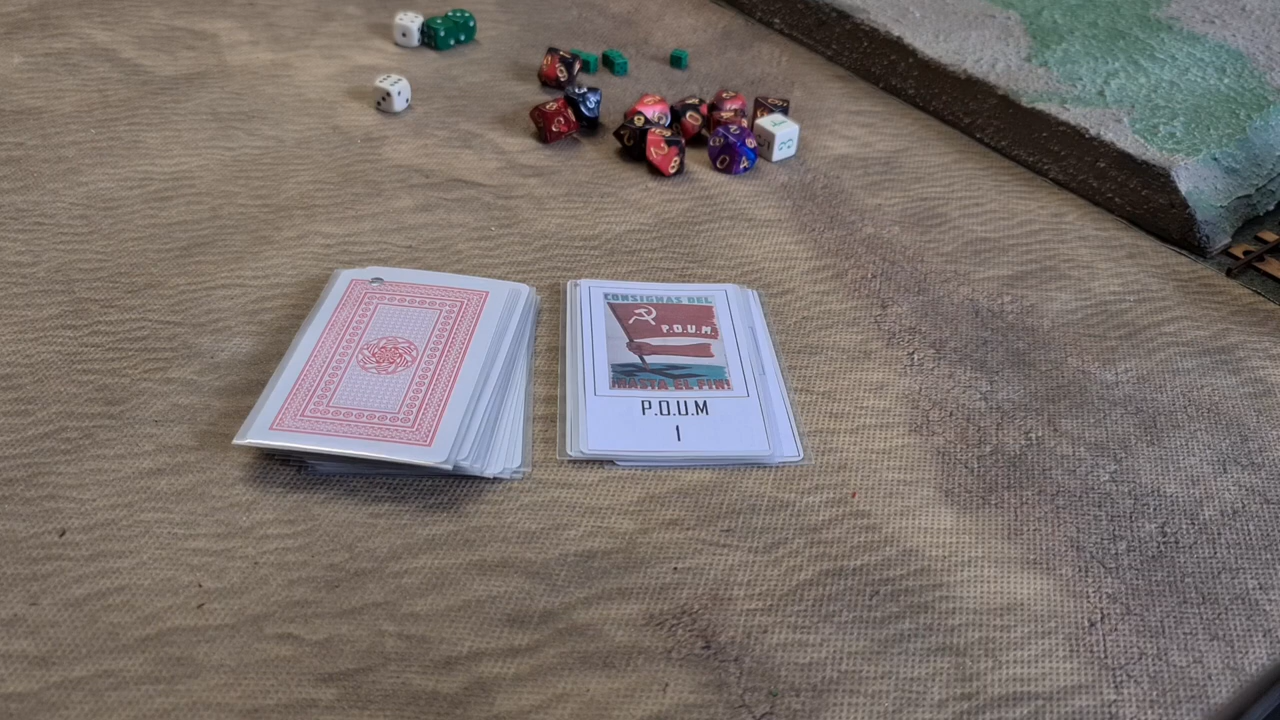 CONSIGNAS DEL
P.O.U.M.
HASTA EL FIN!
P.O.U.M
1